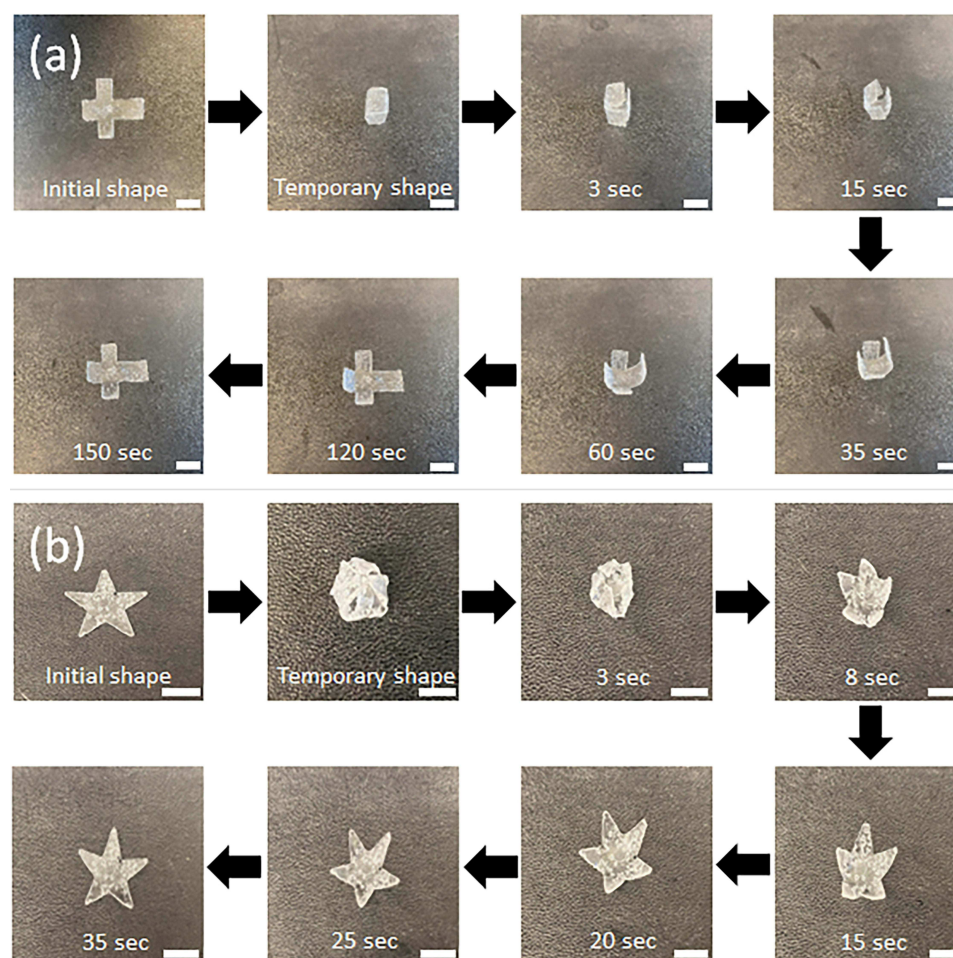 (a)
Initial shape
Temporary shape
3 sec
15 sec
150 sec
120 sec
60 sec
35 sec
(b)
Initial shape
Temporary shape
3 sec
8 sec
35 sec
25 sec
20 sec
15 sec